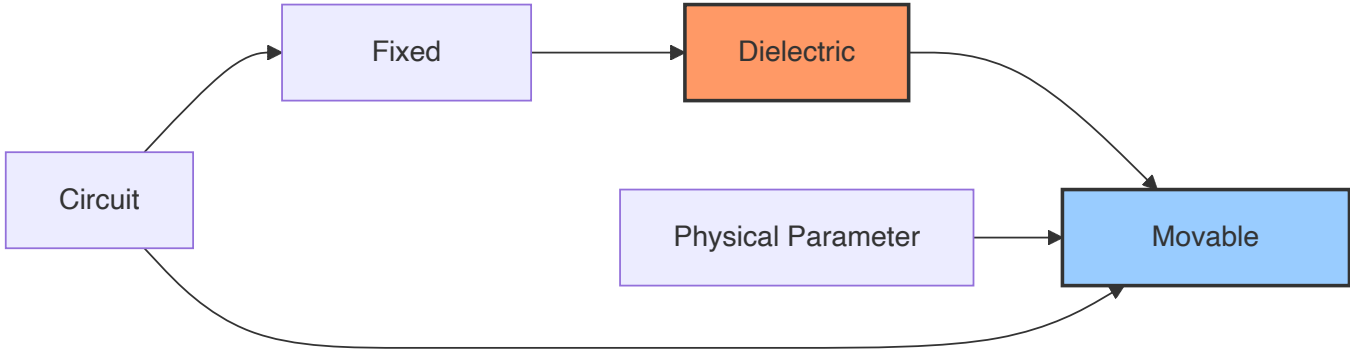 Fixed
Dielectric
Circuit
Physical Parameter
Movable